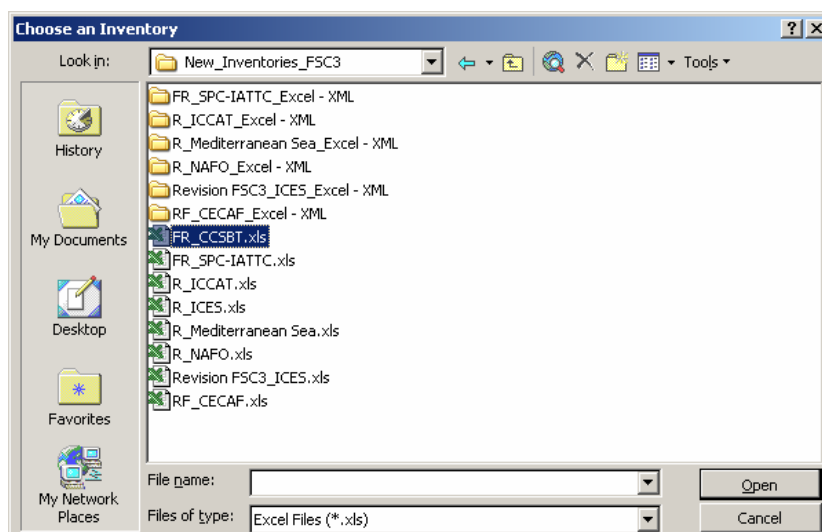 Choose an Inventory
Look in:
New_Inventories_FSC3
Tools
History
My Documents
Desktop
Favorites
My Network
Places
FR_SPC-IATTC_Excel - XML
R_ICCAT_Excel - XML
R_Mediterranean Sea_Excel - XML
R_NAFO_Excel - XML
Revision FSC3_ICES_Excel - XML
RF_CECAF_Excel - XML
FR_CCSBT.xls
FR_SPC-IATTC.xls
R_ICCAT.xls
R_ICES.xls
R_Mediterranean Sea.xls
R_NAFO.xls
Revision FSC3_ICES.xls
RF_CECAF.xls
File name:
Open
Files of type:
Excel Files (*.xls)
Cancel